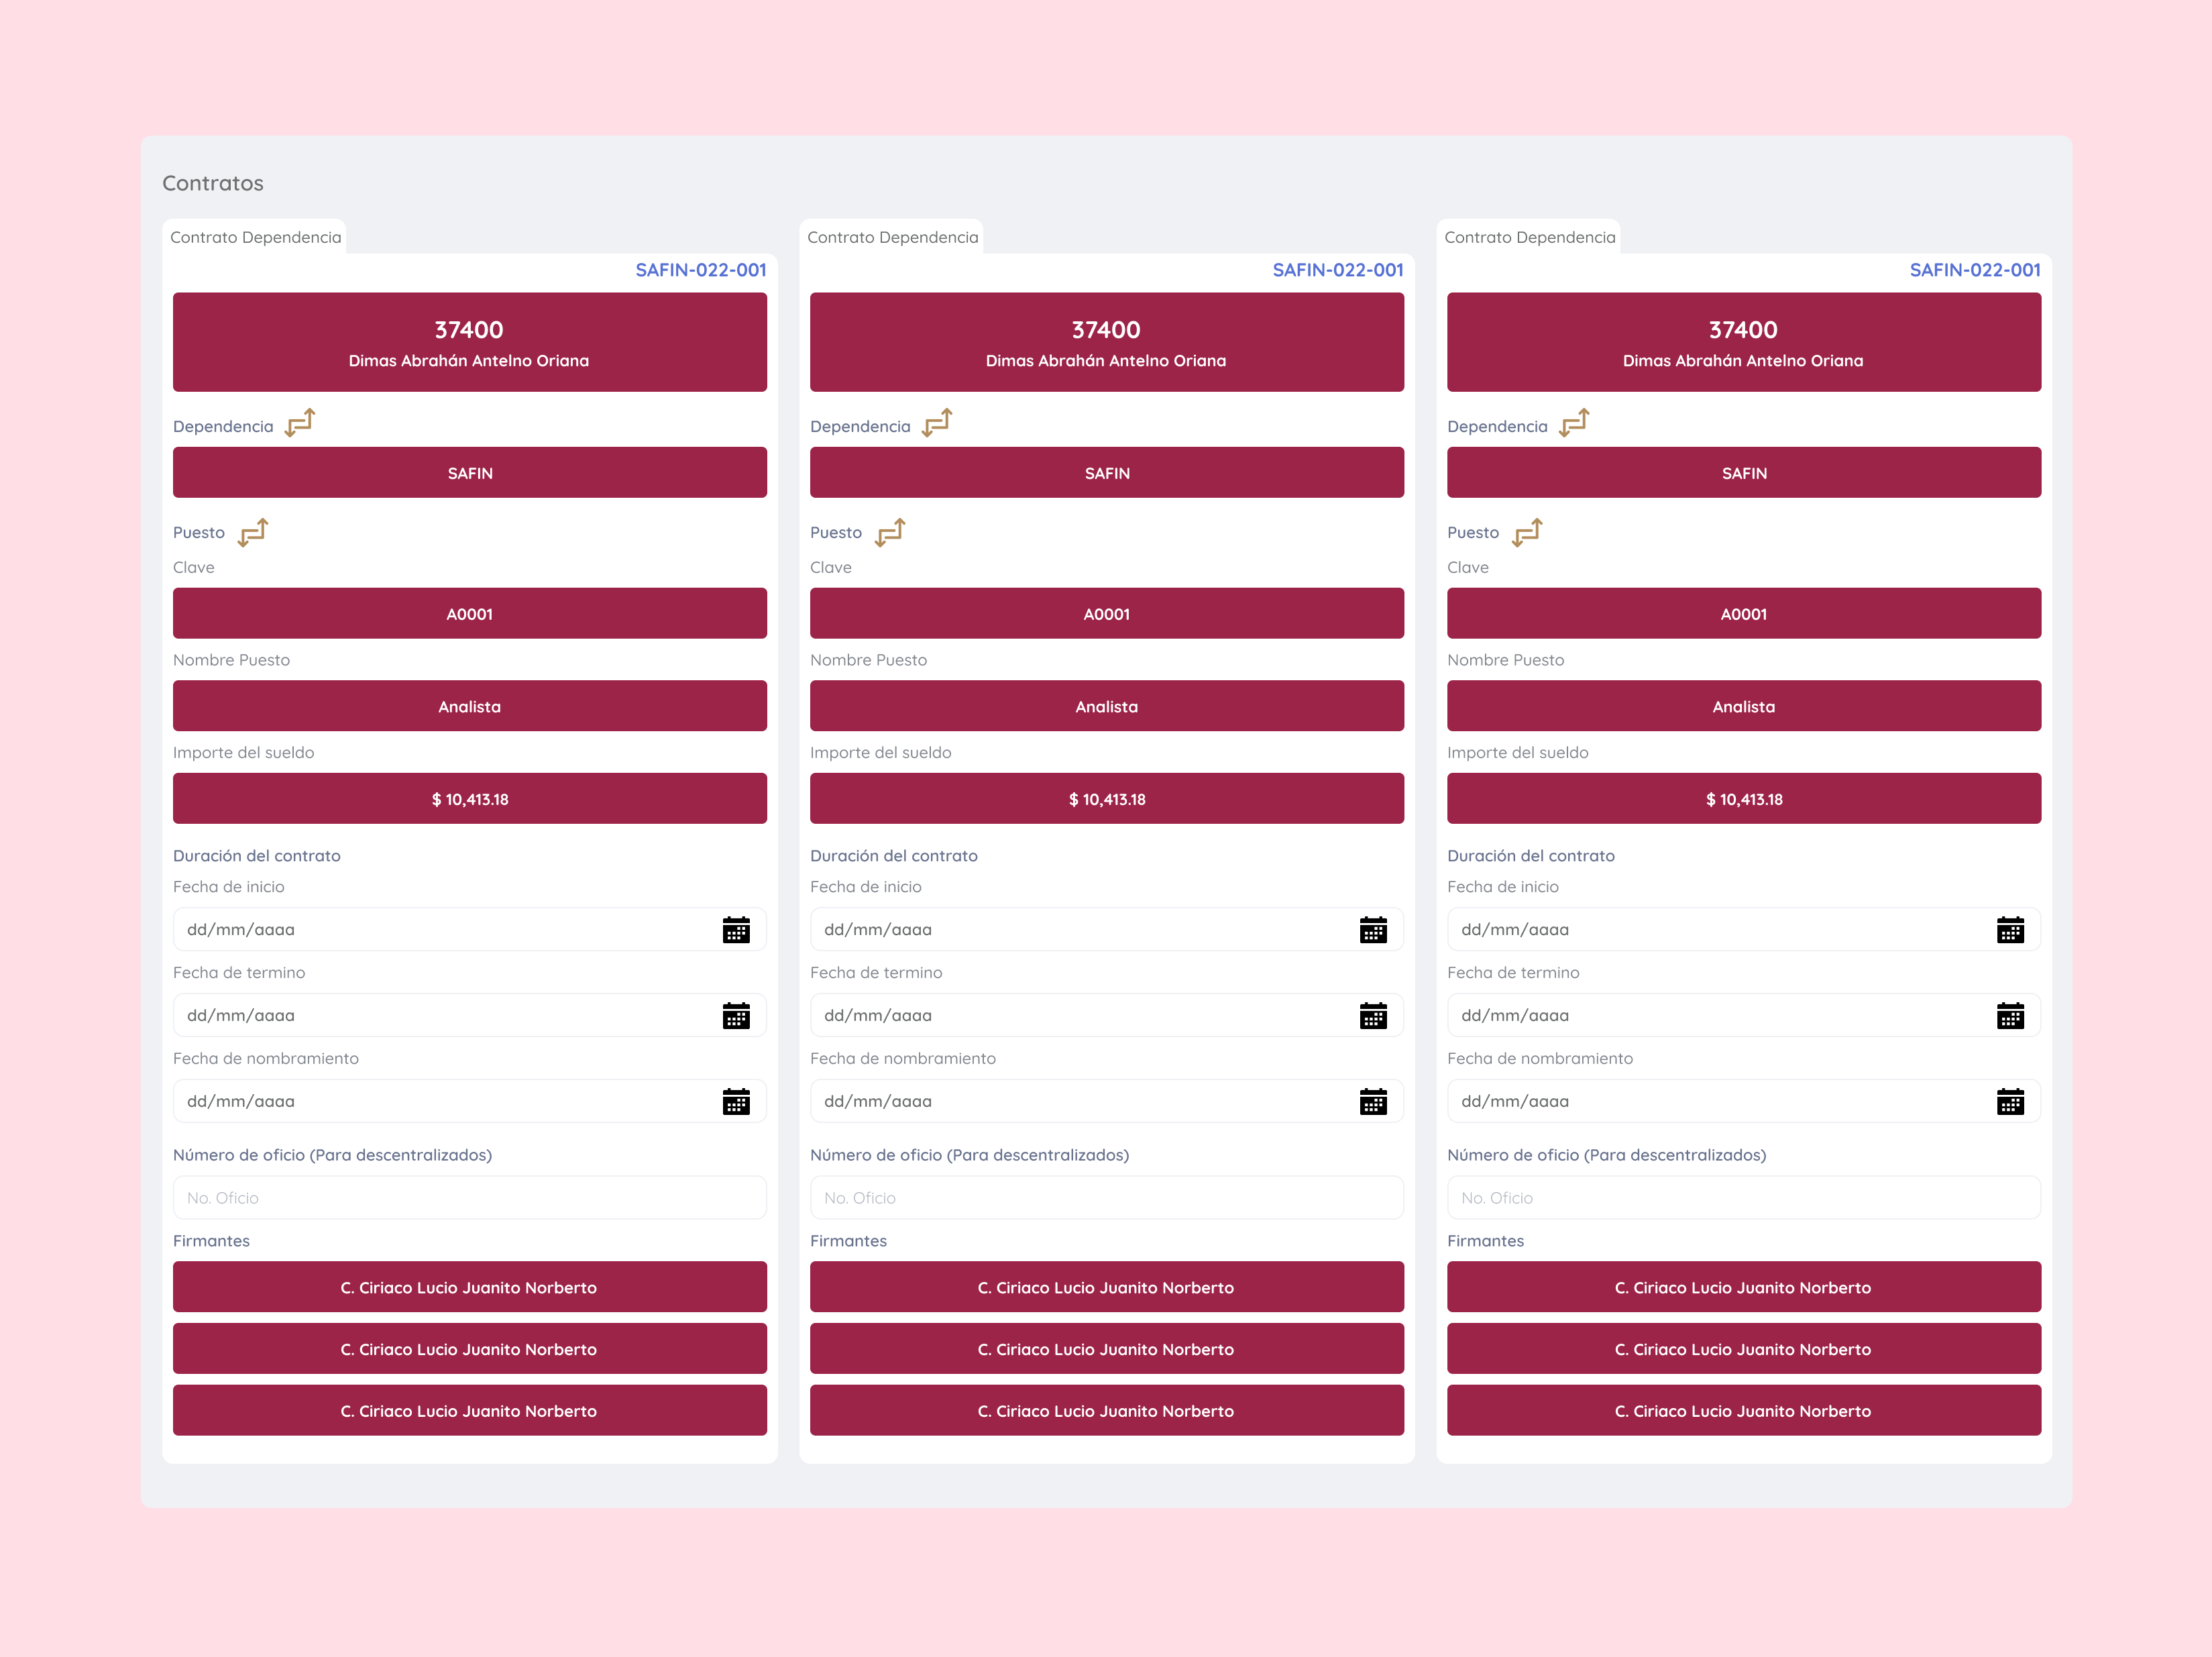 Contratos
Contrato Dependencia
SAFIN-022-001
37400
Dimas Abrahán Antelno Oriana
Dependencia
SAFIN
Puesto
Clave
A0001
Nombre Puesto
Analista
Importe del sueldo
$ 10,413.18
Duración del contrato
Fecha de inicio
dd/mm/aaaa
Fecha de termino
dd/mm/aaaa
Fecha de nombramiento
dd/mm/aaaa
Número de oficio (Para descentralizados)
No. Oficio
Firmantes
C. Ciriaco Lucio Juanito Norberto
C. Ciriaco Lucio Juanito Norberto
C. Ciriaco Lucio Juanito Norberto
Contrato Dependencia
SAFIN-022-001
37400
Dimas Abrahán Antelno Oriana
Dependencia
SAFIN
Puesto
Clave
A0001
Nombre Puesto
Analista
Importe del sueldo
$ 10,413.18
Duración del contrato
Fecha de inicio
dd/mm/aaaa
Fecha de termino
dd/mm/aaaa
Fecha de nombramiento
dd/mm/aaaa
Número de oficio (Para descentralizados)
No. Oficio
Firmantes
C. Ciriaco Lucio Juanito Norberto
C. Ciriaco Lucio Juanito Norberto
C. Ciriaco Lucio Juanito Norberto
Contrato Dependencia
SAFIN-022-001
37400
Dimas Abrahán Antelno Oriana
Dependencia
SAFIN
Puesto
Clave
A0001
Nombre Puesto
Analista
Importe del sueldo
$ 10,413.18
Duración del contrato
Fecha de inicio
dd/mm/aaaa
Fecha de termino
dd/mm/aaaa
Fecha de nombramiento
dd/mm/aaaa
Número de oficio (Para descentralizados)
No. Oficio
Firmantes
C. Ciriaco Lucio Juanito Norberto
C. Ciriaco Lucio Juanito Norberto
C. Ciriaco Lucio Juanito Norberto